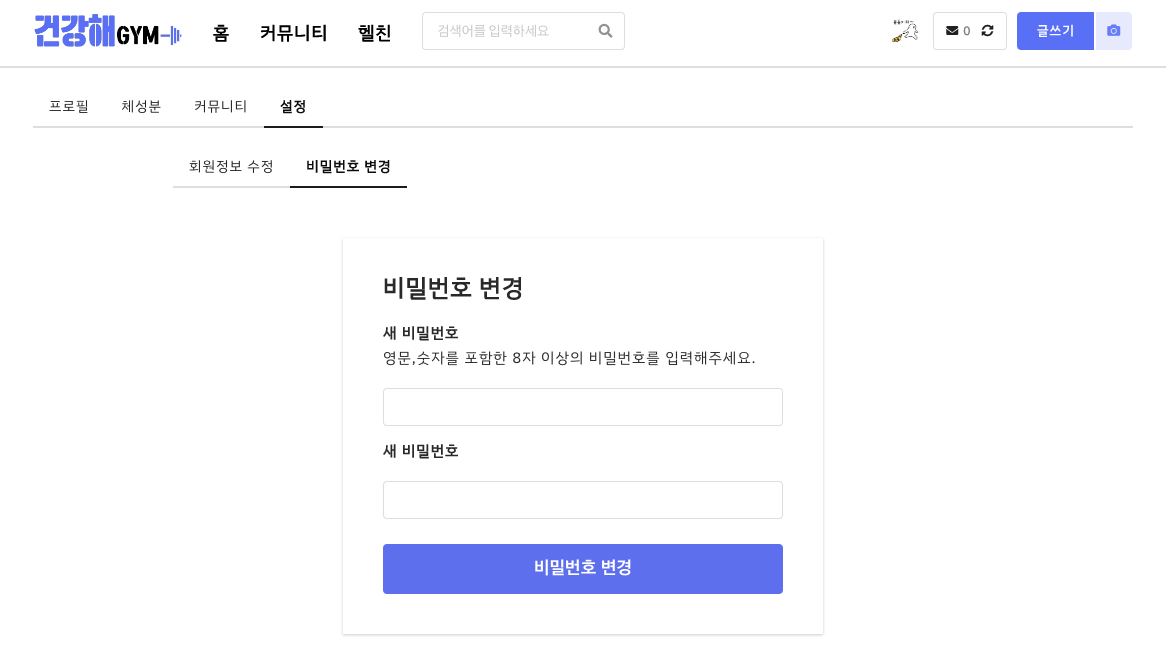 건강해GYM
홈 커뮤니티 헬친
검색어를 입력하세요
0
글쓰기
프로필 체성분 커뮤니티 설정
회원정보 수정 비밀번호 변경
비밀번호 변경
새 비밀번호
영문,숫자를 포함한 8자 이상의 비밀번호를 입력해주세요.
새 비밀번호
비밀번호 변경